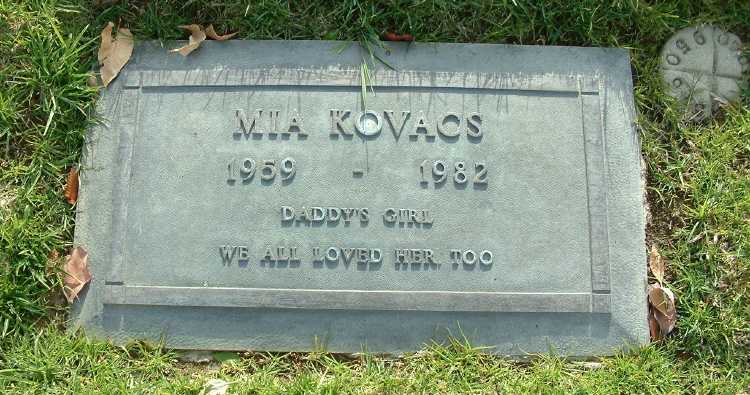 MIA KOVACS
1959 - 1982
DADDY'S GIRL
WE ALL LOVED HER, TOO